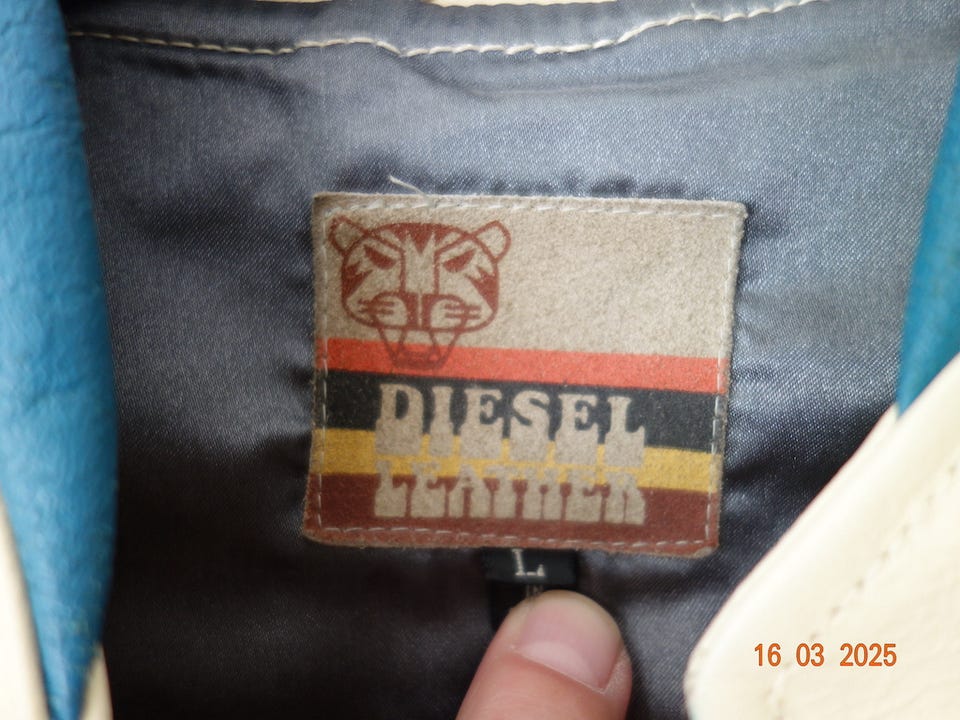 DIESEL
LEATHER
L
16 03 2025